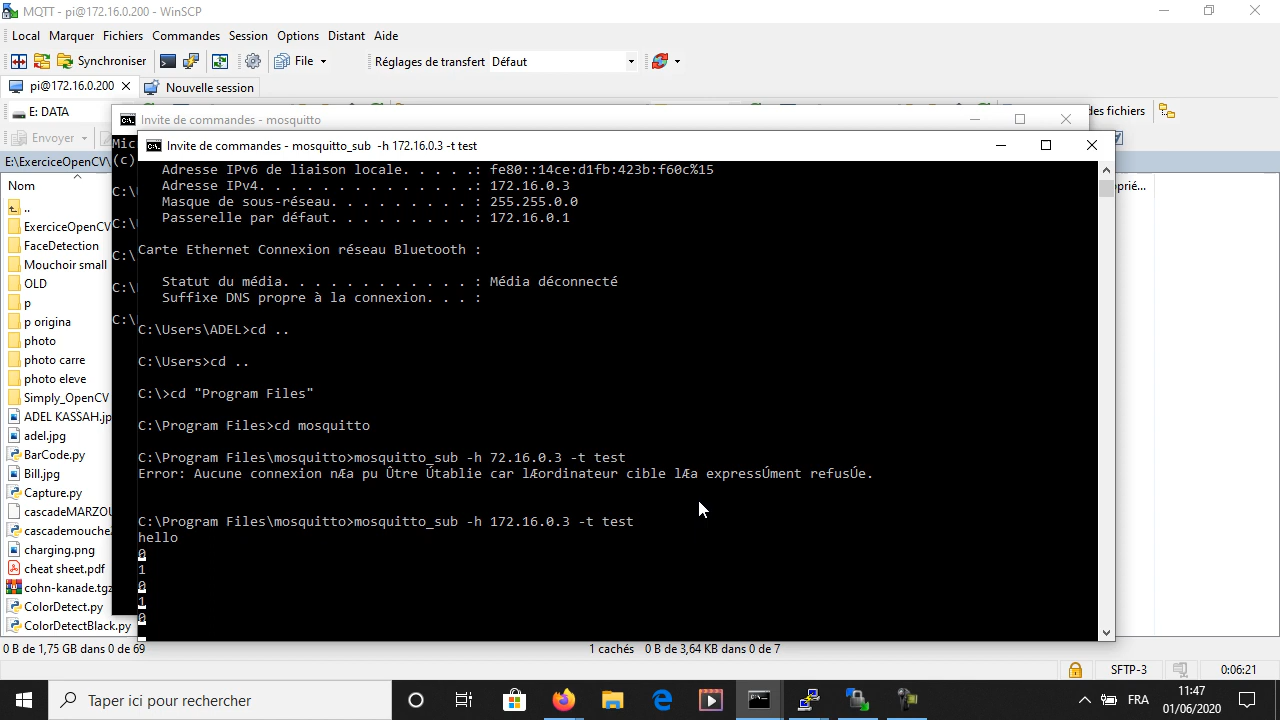 MQTT - pi@172.16.0.200 - WinSCP
Local Marquer Fichiers Commandes Session Options Distant Aide
Synchroniser File Réglages de transfert Défaut
pi@172.16.0.200 Nouvelle session
E: DATA des fichiers
Envoyer
E:\ExerciceOpenCV\ oprié...
Nom
..
ExerciceOpenCV
FaceDetection
Mouchoir small
OLD
p
p origina
photo
photo carre
photo eleve
Simply_OpenCV
ADEL KASSAH.jp
adel.jpg
BarCode.py
Bill.jpg
Capture.py
cascadeMARZOU
cascademouche
charging.png
cheat sheet.pdf
cohn-kanade.tgz
ColorDetect.py
ColorDetectBlack.py
Invite de commandes - mosquitto
Mic
(c)
C:\
C:\
C:\
C:\
C:\
Invite de commandes - mosquitto_sub -h 172.16.0.3 -t test
Adresse IPv6 de liaison locale. . . . .: fe80::14ce:d1fb:423b:f60c%15
Adresse IPv4. . . . . . . . . . . . . .: 172.16.0.3
Masque de sous-réseau. . . . . . . . . : 255.255.0.0
Passerelle par défaut. . . . . . . . . : 172.16.0.1
Carte Ethernet Connexion réseau Bluetooth :
Statut du média. . . . . . . . . . . . : Média déconnecté
Suffixe DNS propre à la connexion. . . :
C:\Users\ADEL>cd ..
C:\Users>cd ..
C:\>cd "Program Files"
C:\Program Files>cd mosquitto
C:\Program Files\mosquitto>mosquitto_sub -h 72.16.0.3 -t test
Error: Aucune connexion nÆa pu Ûtre Útablie car lÆordinateur cible lÆa expressÚment refusÚe.
C:\Program Files\mosquitto>mosquitto_sub -h 172.16.0.3 -t test
hello
0
1
0
1
0
0 B de 1,75 GB dans 0 de 69 1 cachés 0 B de 3,64 KB dans 0 de 7
SFTP-3 0:06:21
Taper ici pour rechercher FRA 11:47
01/06/2020